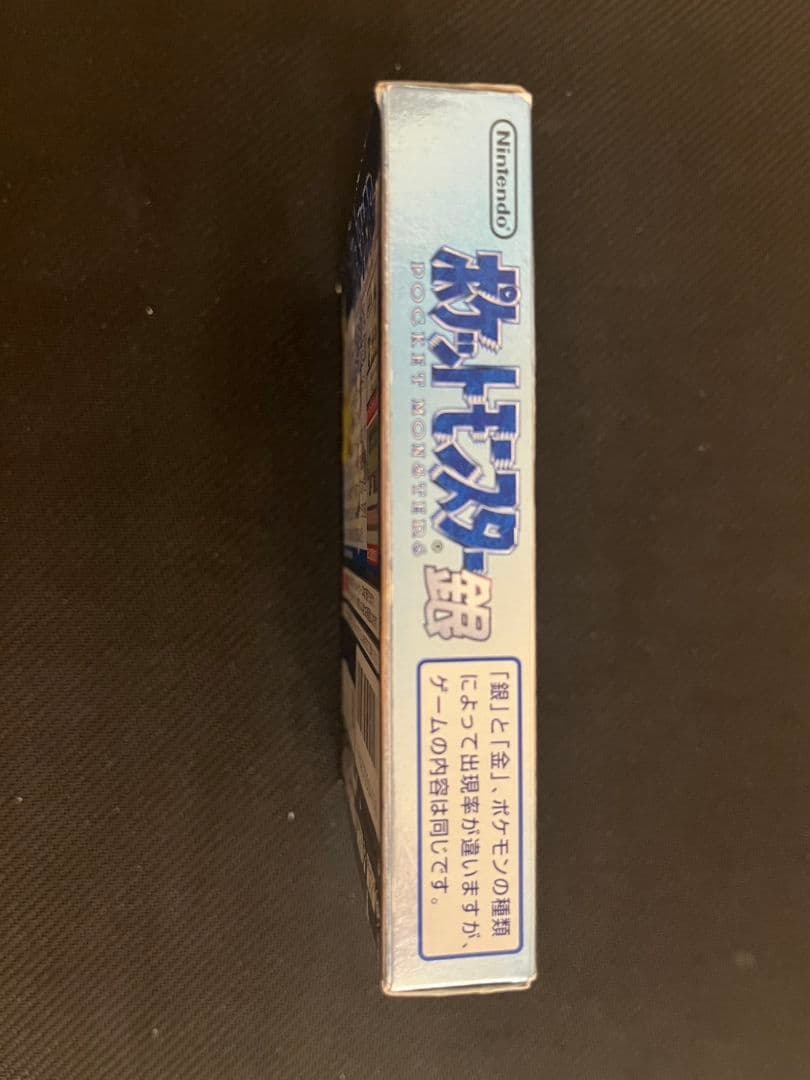 Nintendo
ポケットモンスター銀
POCKET MONSTERS
「銀」と「金」、ポケモンの種類
によって出現率が違いますが、
ゲームの内容は同じです。